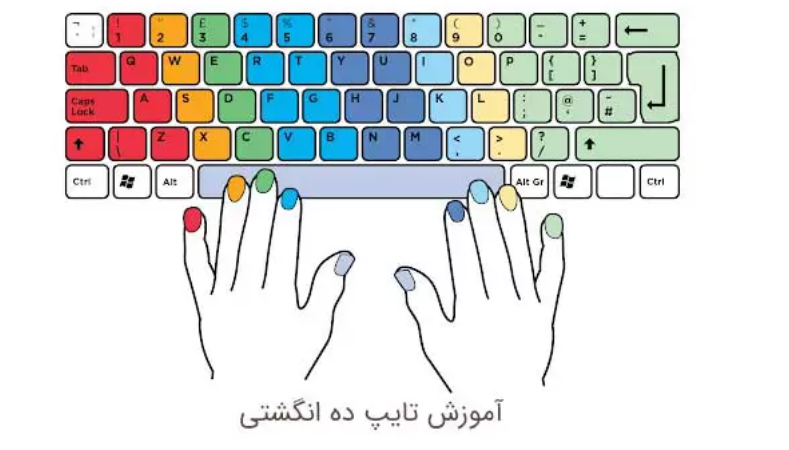 ¬ ! " £ $ % ^ & * ( ) _ +
1 2 3 4 5 6 7 8 9 0 - = ←
Tab Q W E R T Y U I O P { [ } ]
Caps Lock A S D F G H J K L : ; @ ' ~ #
| \ Z X C V B N M < , > . ? /
Ctrl Alt Alt Gr Ctrl
آموزش تایپ ده انگشتی